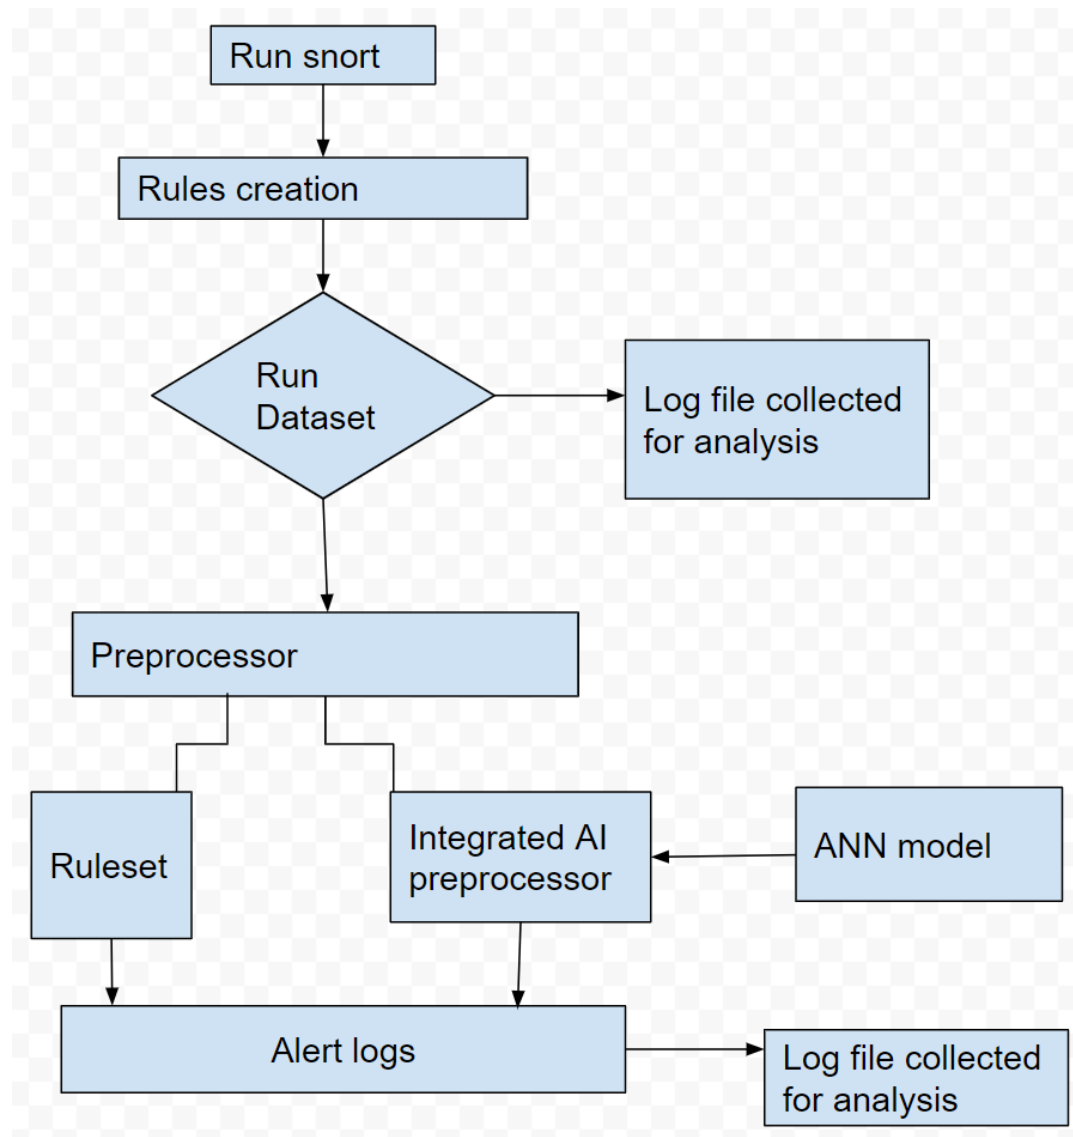 Run snort
Rules creation
Run
Dataset
Log file collected
for analysis
Preprocessor
Ruleset
Integrated AI
preprocessor
ANN model
Alert logs
Log file collected
for analysis